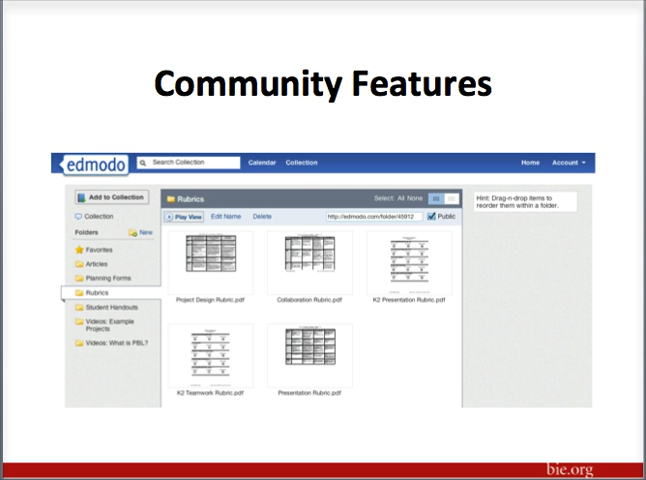 Community Features
edmodo
Search Collection
Calendar
Collection
Home
Account
Add to Collection
Collection
Folders
New
Favorites
Articles
Planning Forms
Rubrics
Student Handouts
Videos: Example
Projects
Videos: What is PBL?
Rubrics
Select: All None
Play View
Edit Name
Delete
http://edmodo.com/folder/45912
Public
Project Design Rubric.pdf
Collaboration Rubric.pdf
K2 Presentation Rubric.pdf
K2 Teamwork Rubric.pdf
Presentation Rubric.pdf
Hint: Drag-n-drop items to
reorder them within a folder.
bie.org